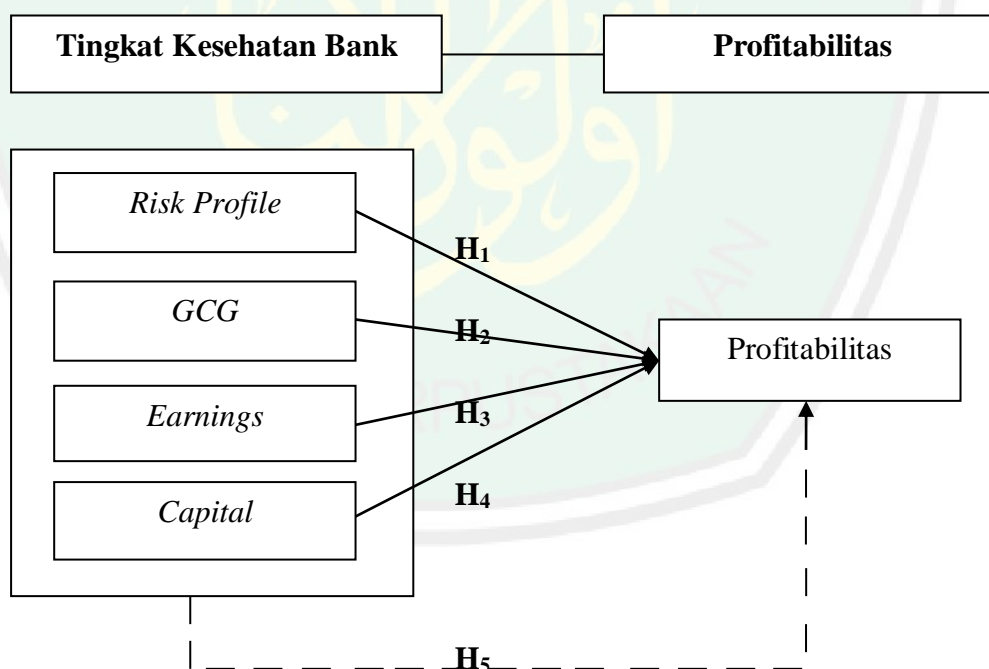 Tingkat Kesehatan Bank
Profitabilitas
Risk Profile
H1
GCG
H2
Profitabilitas
Earnings
H3
Capital
H4
H5